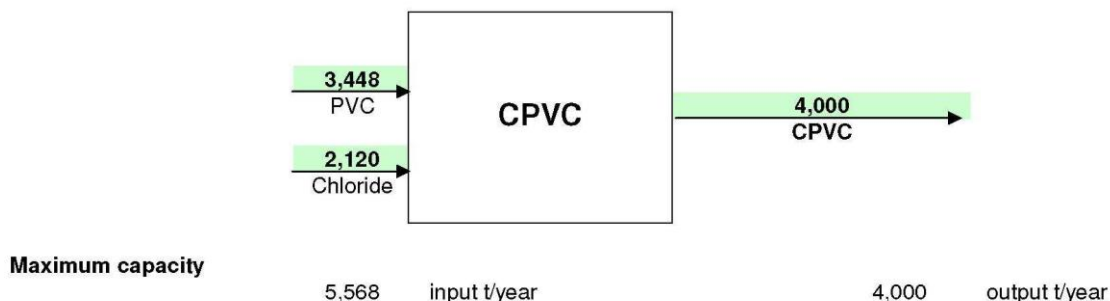 3,448
PVC
2,120
Chloride
CPVC
4,000
CPVC
Maximum capacity
5,568 input t/year 4,000 output t/year